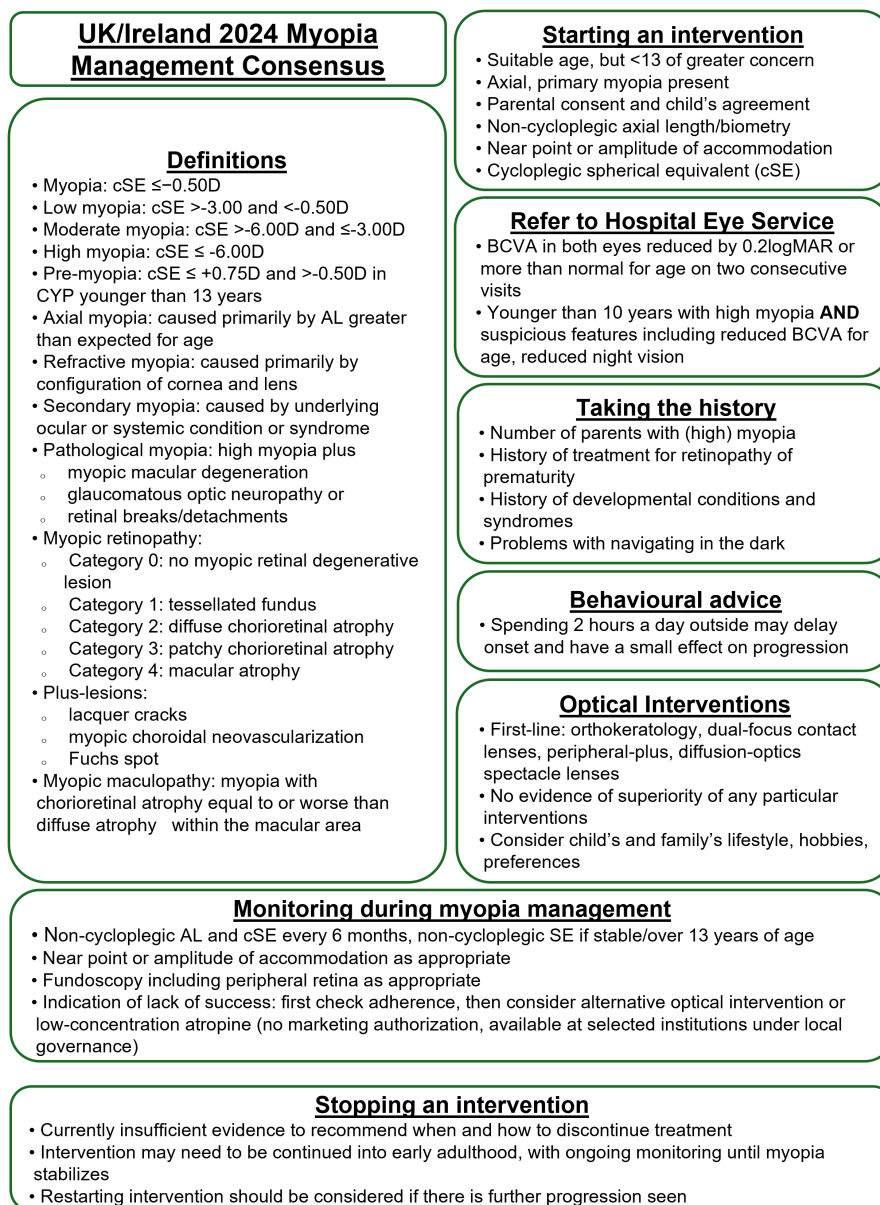 UK/Ireland 2024 Myopia
Management Consensus
Definitions
• Myopia: cSE ≤−0.50D
• Low myopia: cSE >-3.00 and <-0.50D
• Moderate myopia: cSE >-6.00D and ≤-3.00D
• High myopia: cSE ≤ -6.00D
• Pre-myopia: cSE ≤ +0.75D and >-0.50D in
CYP younger than 13 years
• Axial myopia: caused primarily by AL greater
than expected for age
• Refractive myopia: caused primarily by
configuration of cornea and lens
• Secondary myopia: caused by underlying
ocular or systemic condition or syndrome
• Pathological myopia: high myopia plus
○ myopic macular degeneration
○ glaucomatous optic neuropathy or
○ retinal breaks/detachments
• Myopic retinopathy:
○ Category 0: no myopic retinal degenerative
lesion
○ Category 1: tessellated fundus
○ Category 2: diffuse chorioretinal atrophy
○ Category 3: patchy chorioretinal atrophy
○ Category 4: macular atrophy
• Plus-lesions:
○ lacquer cracks
○ myopic choroidal neovascularization
○ Fuchs spot
• Myopic maculopathy: myopia with
chorioretinal atrophy equal to or worse than
diffuse atrophy within the macular area
Starting an intervention
• Suitable age, but <13 of greater concern
• Axial, primary myopia present
• Parental consent and child's agreement
• Non-cycloplegic axial length/biometry
• Near point or amplitude of accommodation
• Cycloplegic spherical equivalent (cSE)
Refer to Hospital Eye Service
• BCVA in both eyes reduced by 0.2logMAR or
more than normal for age on two consecutive
visits
• Younger than 10 years with high myopia AND
suspicious features including reduced BCVA for
age, reduced night vision
Taking the history
• Number of parents with (high) myopia
• History of treatment for retinopathy of
prematurity
• History of developmental conditions and
syndromes
• Problems with navigating in the dark
Behavioural advice
• Spending 2 hours a day outside may delay
onset and have a small effect on progression
Optical Interventions
• First-line: orthokeratology, dual-focus contact
lenses, peripheral-plus, diffusion-optics
spectacle lenses
• No evidence of superiority of any particular
interventions
• Consider child's and family's lifestyle, hobbies,
preferences
Monitoring during myopia management
• Non-cycloplegic AL and cSE every 6 months, non-cycloplegic SE if stable/over 13 years of age
• Near point or amplitude of accommodation as appropriate
• Fundoscopy including peripheral retina as appropriate
• Indication of lack of success: first check adherence, then consider alternative optical intervention or
low-concentration atropine (no marketing authorization, available at selected institutions under local
governance)
Stopping an intervention
• Currently insufficient evidence to recommend when and how to discontinue treatment
• Intervention may need to be continued into early adulthood, with ongoing monitoring until myopia
stabilizes
• Restarting intervention should be considered if there is further progression seen